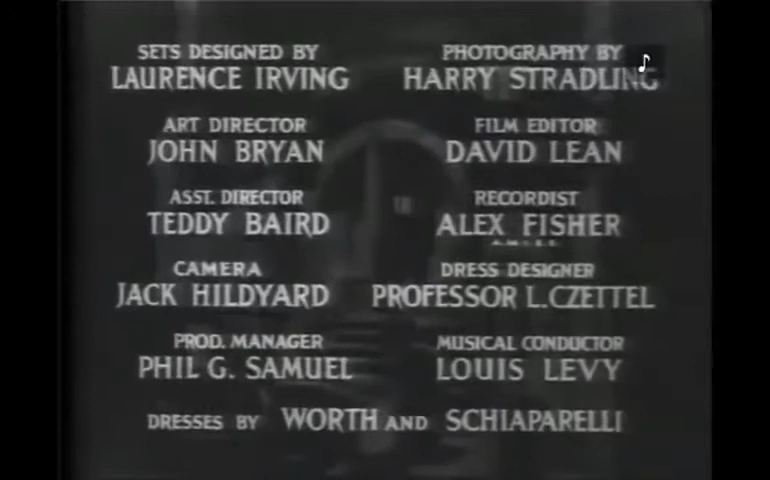 SETS DESIGNED BY
LAURENCE IRVING
PHOTOGRAPHY BY
HARRY STRADLING
ART DIRECTOR
JOHN BRYAN
FILM EDITOR
DAVID LEAN
ASST. DIRECTOR
TEDDY BAIRD
RECORDIST
ALEX FISHER
CAMERA
JACK HILDYARD
DRESS DESIGNER
PROFESSOR L.CZETTEL
PROD. MANAGER
PHIL G. SAMUEL
MUSICAL CONDUCTOR
LOUIS LEVY
DRESSES BY WORTH AND SCHIAPARELLI